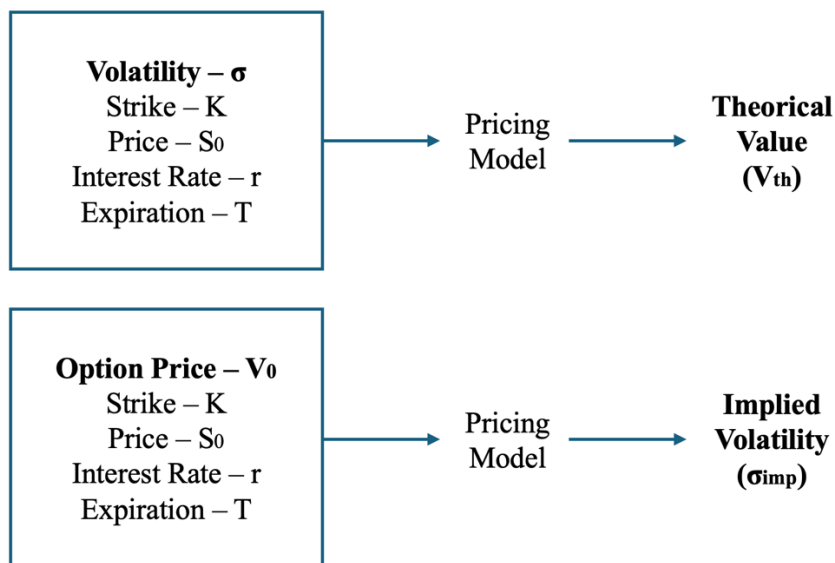 Volatility – σ
Strike – K
Price – S₀
Interest Rate – r
Expiration – T
Pricing
Model
Theorical
Value
(Vth)
Option Price – V₀
Strike – K
Price – S₀
Interest Rate – r
Expiration – T
Pricing
Model
Implied
Volatility
(σimp)